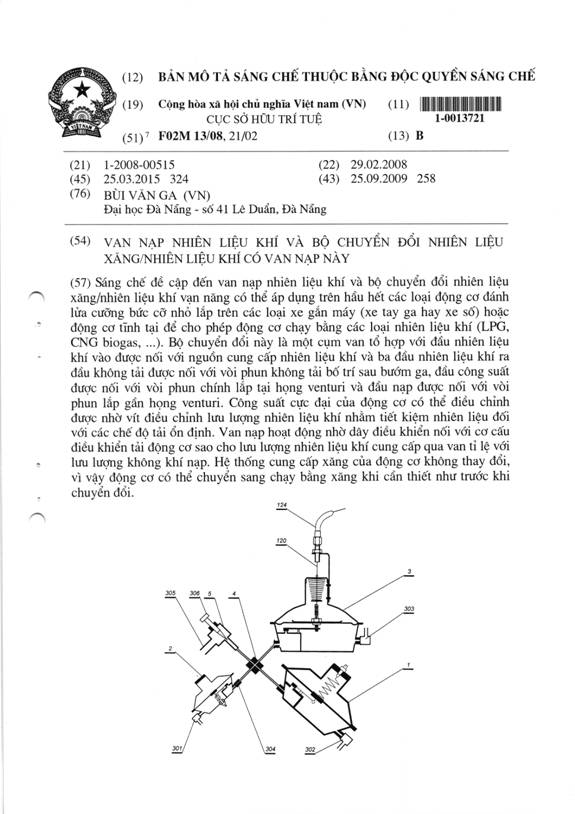 (12) BẢN MÔ TẢ SÁNG CHẾ THUỘC BẰNG ĐỘC QUYỀN SÁNG CHẾ
(19) Cộng hòa xã hội chủ nghĩa Việt nam (VN) (11)
CỤC SỞ HỮU TRÍ TUỆ 1-0013721
(51) 7 F02M 13/08, 21/02 (13) B
(21) 1-2008-00515 (22) 29.02.2008
(45) 25.03.2015 324 (43) 25.09.2009 258
(76) BÙI VĂN GA (VN)
Đại học Đà Nẵng - số 41 Lê Duẩn, Đà Nẵng
(54) VAN NẠP NHIÊN LIỆU KHÍ VÀ BỘ CHUYỂN ĐỔI NHIÊN LIỆU
XĂNG/NHIÊN LIỆU KHÍ CÓ VAN NẠP NÀY
(57) Sáng chế đề cập đến van nạp nhiên liệu khí và bộ chuyển đổi nhiên liệu
xăng/nhiên liệu khí vạn năng có thể áp dụng trên hầu hết các loại động cơ đánh
lửa cưỡng bức cỡ nhỏ lắp trên các loại xe gắn máy (xe tay ga hay xe số) hoặc
động cơ tĩnh tại để cho phép động cơ chạy bằng các loại nhiên liệu khí (LPG,
CNG biogas, ...). Bộ chuyển đổi này là một cụm van tổ hợp với đầu nhiên liệu
khí vào được nối với nguồn cung cấp nhiên liệu khí và ba đầu nhiên liệu khí ra
đầu không tải được nối với vòi phun không tải bố trí sau bướm ga, đầu công suất
được nối với vòi phun chính lắp tại họng venturi và đầu nạp được nối với vòi
phun lắp gần họng venturi. Công suất cực đại của động cơ có thể điều chỉnh
được nhờ vít điều chỉnh lưu lượng nhiên liệu khí nhằm tiết kiệm nhiên liệu đối
với các chế độ tải ổn định. Van nạp hoạt động nhờ dây điều khiển nối với cơ cấu
điều khiển tải động cơ sao cho lưu lượng nhiên liệu khí cung cấp qua van tỉ lệ với
lưu lượng không khí nạp. Hệ thống cung cấp xăng của động cơ không thay đổi,
vì vậy động cơ có thể chuyển sang chạy bằng xăng khi cần thiết như trước khi
chuyển đổi.
124
120
3
305 306 5 4
303
2
1
301 304 302